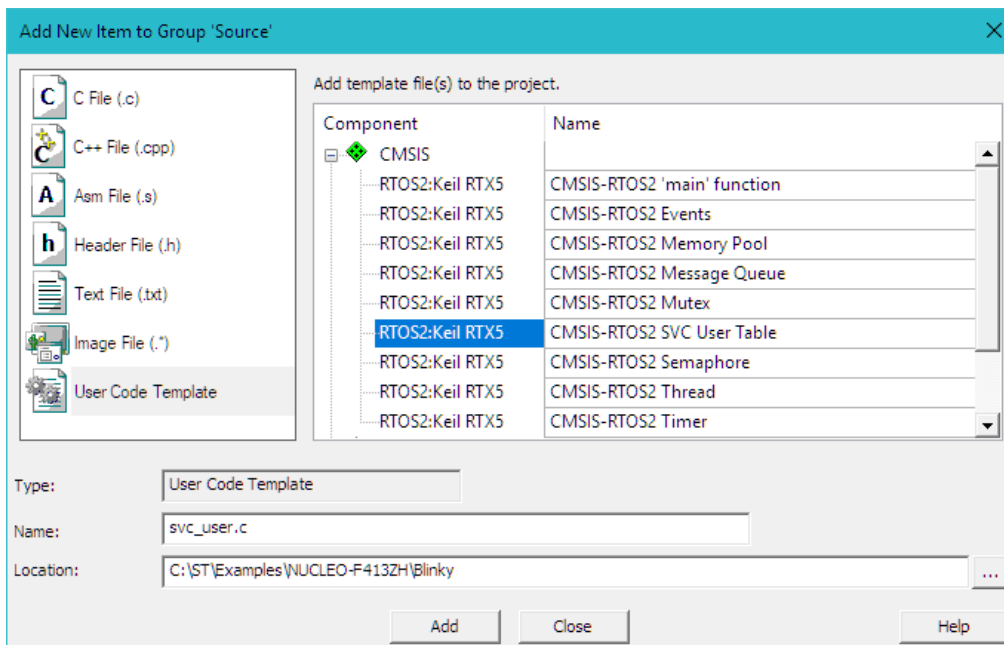 Add New Item to Group 'Source'
C File (.c)
C++ File (.cpp)
Asm File (.s)
Header File (.h)
Text File (.txt)
Image File (.*)
User Code Template
Add template file(s) to the project.
Component Name
CMSIS
RTOS2:Keil RTX5 CMSIS-RTOS2 'main' function
RTOS2:Keil RTX5 CMSIS-RTOS2 Events
RTOS2:Keil RTX5 CMSIS-RTOS2 Memory Pool
RTOS2:Keil RTX5 CMSIS-RTOS2 Message Queue
RTOS2:Keil RTX5 CMSIS-RTOS2 Mutex
RTOS2:Keil RTX5 CMSIS-RTOS2 SVC User Table
RTOS2:Keil RTX5 CMSIS-RTOS2 Semaphore
RTOS2:Keil RTX5 CMSIS-RTOS2 Thread
RTOS2:Keil RTX5 CMSIS-RTOS2 Timer
Type: User Code Template
Name: svc_user.c
Location: C:\ST\Examples\NUCLEO-F413ZH\Blinky ...
Add Close Help